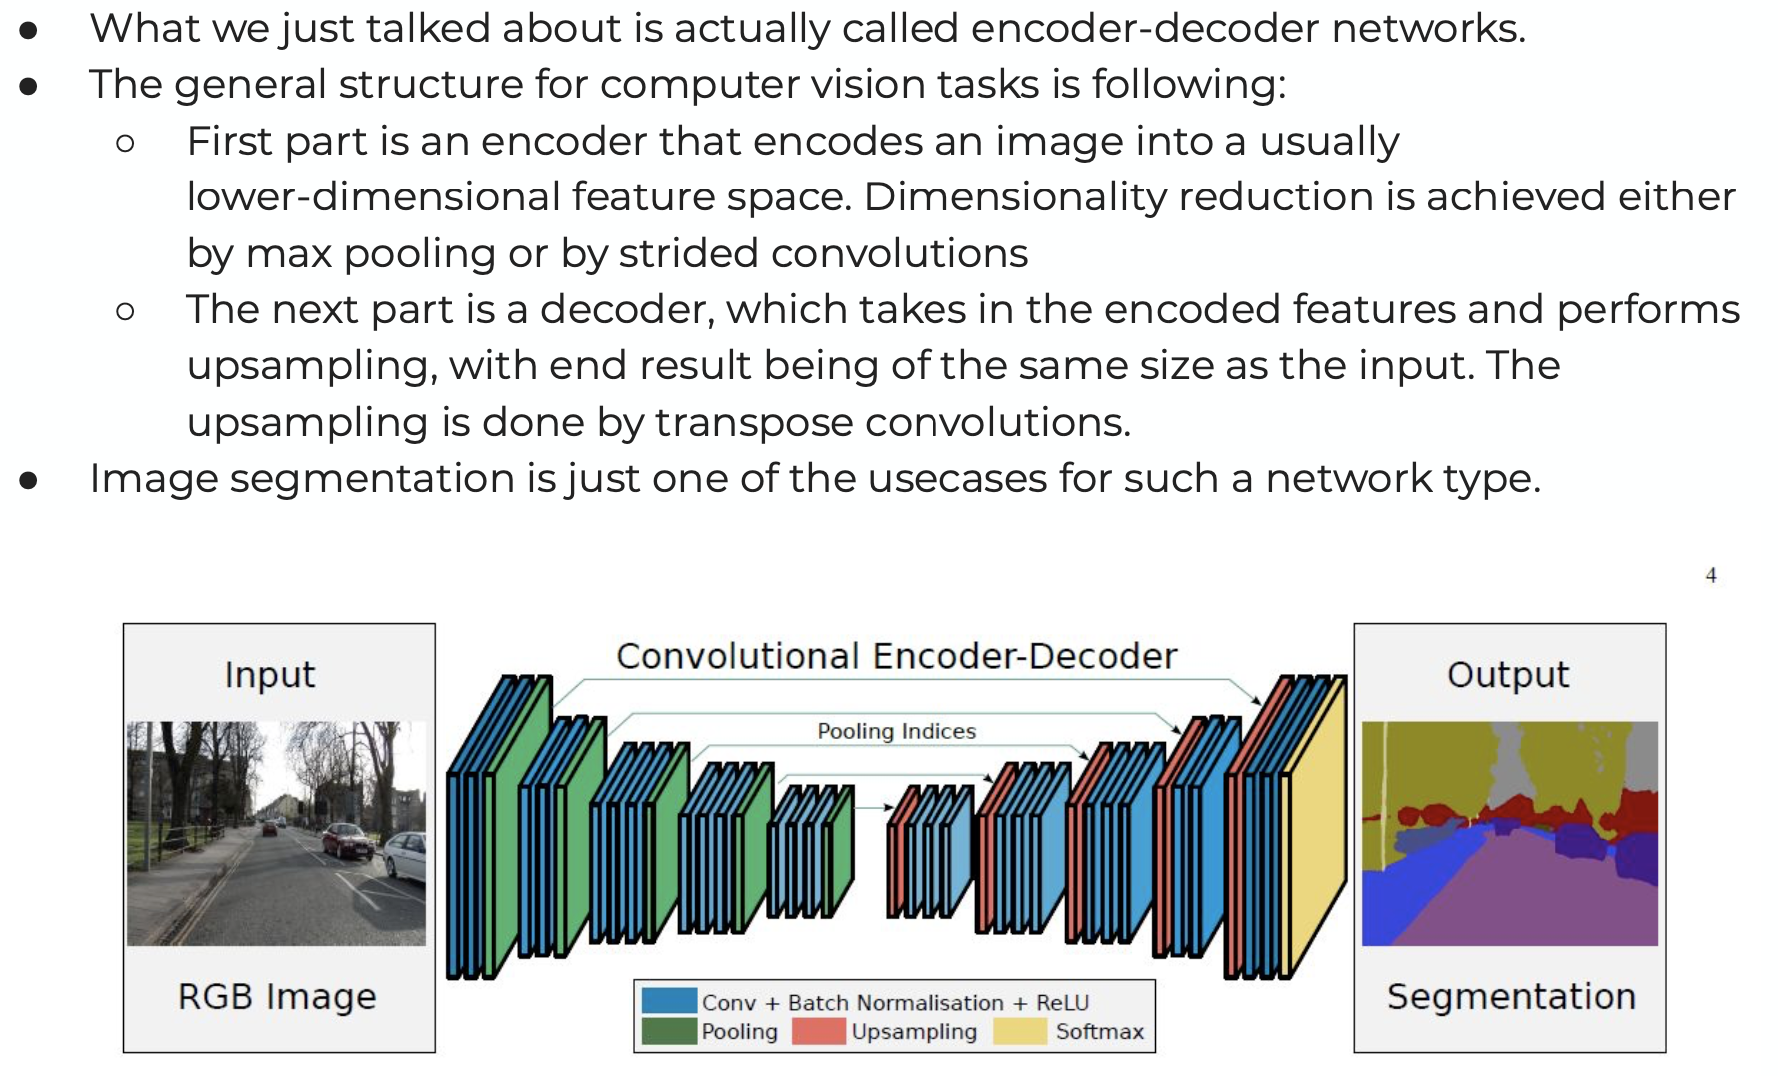 ● What we just talked about is actually called encoder-decoder networks.
● The general structure for computer vision tasks is following:
○ First part is an encoder that encodes an image into a usually
lower-dimensional feature space. Dimensionality reduction is achieved either
by max pooling or by strided convolutions
○ The next part is a decoder, which takes in the encoded features and performs
upsampling, with end result being of the same size as the input. The
upsampling is done by transpose convolutions.
● Image segmentation is just one of the usecases for such a network type.
4
Input
RGB Image
Convolutional Encoder-Decoder
Pooling Indices
Conv + Batch Normalisation + ReLU
Pooling Upsampling Softmax
Output
Segmentation